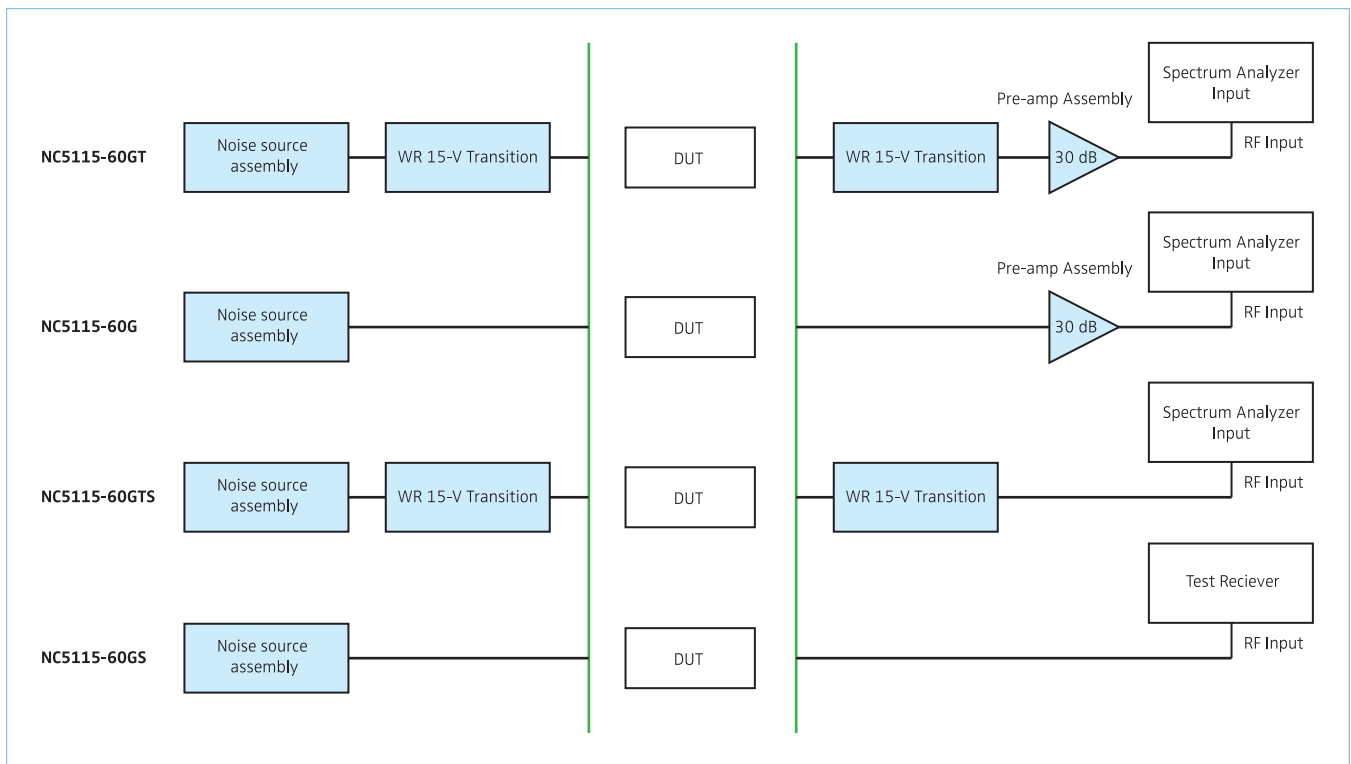 Spectrum Analyzer
Input
Pre-amp Assembly
RF Input
NC5115-60GT
Noise source
assembly
WR 15-V Transition
DUT
WR 15-V Transition
30 dB
Spectrum Analyzer
Input
Pre-amp Assembly
RF Input
NC5115-60G
Noise source
assembly
DUT
30 dB
Spectrum Analyzer
Input
RF Input
NC5115-60GTS
Noise source
assembly
WR 15-V Transition
DUT
WR 15-V Transition
Test Reciever
RF Input
NC5115-60GS
Noise source
assembly
DUT